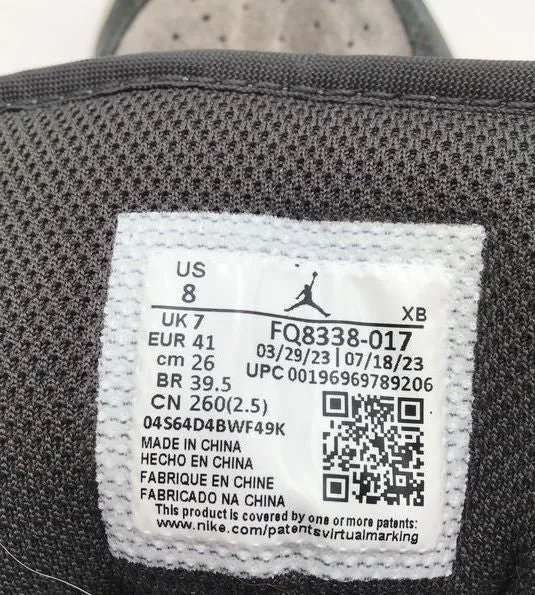 US
8
XB
UK 7
FQ8338-017
EUR 41
03/29/23 | 07/18/23
cm 26
UPC 00196969789206
BR 39.5
CN 260(2.5)
04S64D4BWF49K
MADE IN CHINA
HECHO EN CHINA
FABRIQUE EN CHINE
FABRICADO NA CHINA
This product is covered by one or more patents:
www.nike.com/patentsvirtualmarking